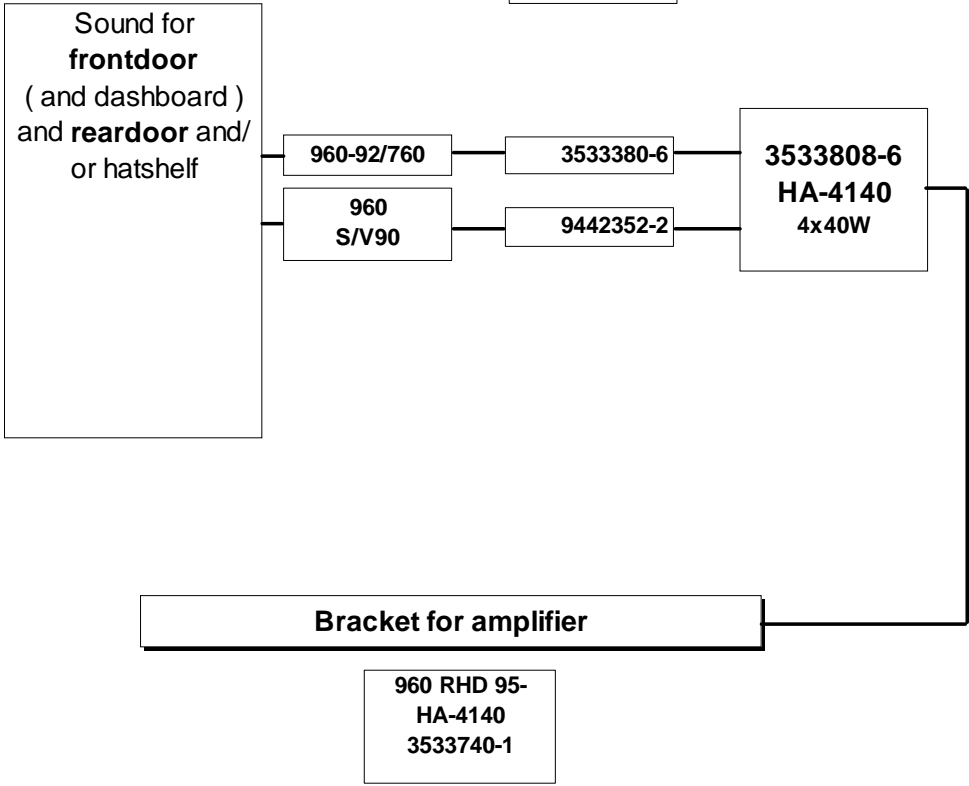 Sound for
frontdoor
( and dashboard )
and reardoor and/
or hatshelf
960-92/760
3533380-6
960
S/V90
9442352-2
3533808-6
HA-4140
4x40W
Bracket for amplifier
960 RHD 95-
HA-4140
3533740-1